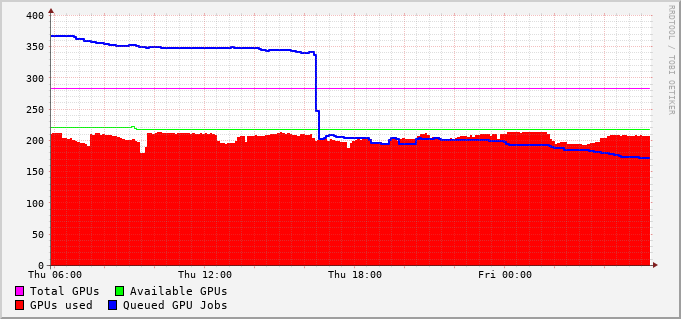 400
350
300
250
200
150
100
50
0
Thu 06:00 Thu 12:00 Thu 18:00 Fri 00:00
Total GPUs Available GPUs
GPUs used Queued GPU Jobs
RRDTOOL / TOBI OETIKER